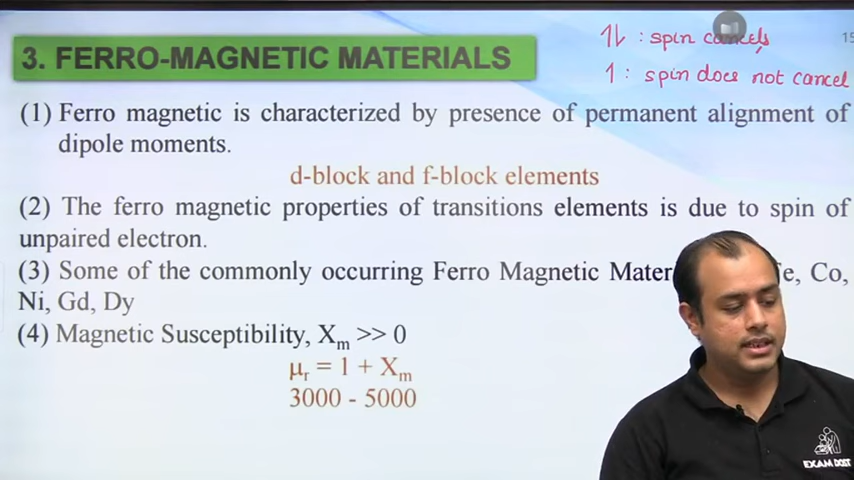 ↑↓ : spin cancels
15
3. FERRO-MAGNETIC MATERIALS
↑ : spin does not cancel
(1) Ferro magnetic is characterized by presence of permanent alignment of
dipole moments.
d-block and f-block elements
(2) The ferro magnetic properties of transitions elements is due to spin of
unpaired electron.
(3) Some of the commonly occurring Ferro Magnetic Co,
Ni, Gd, Dy
(4) Magnetic Susceptibility, Xm >> 0
μr = 1 + Xm
3000 - 5000
EXAM DOST